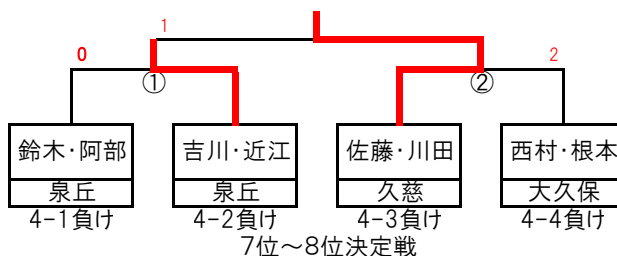 1
0 2
① ②
鈴木・阿部 吉川・近江 佐藤・川田 西村・根本
泉丘 泉丘 久慈 大久保
4-1負け 4-2負け 4-3負け 4-4負け
7位～8位決定戦